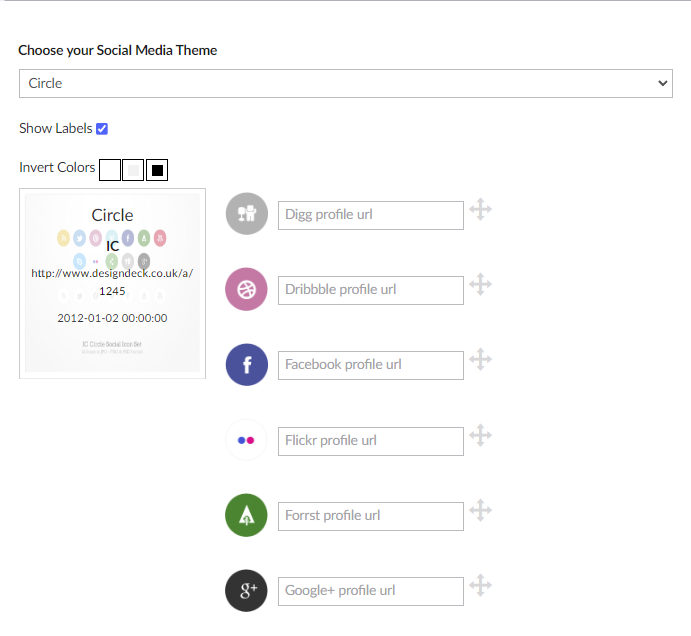 Choose your Social Media Theme
Circle
Show Labels
Invert Colors
Circle
IC
http://www.designdeck.co.uk/a/
1245
2012-01-02 00:00:00
IC Circle Social Icon Set
Digg profile url
Dribbble profile url
f
Facebook profile url
Flickr profile url
Forrst profile url
g+
Google+ profile url